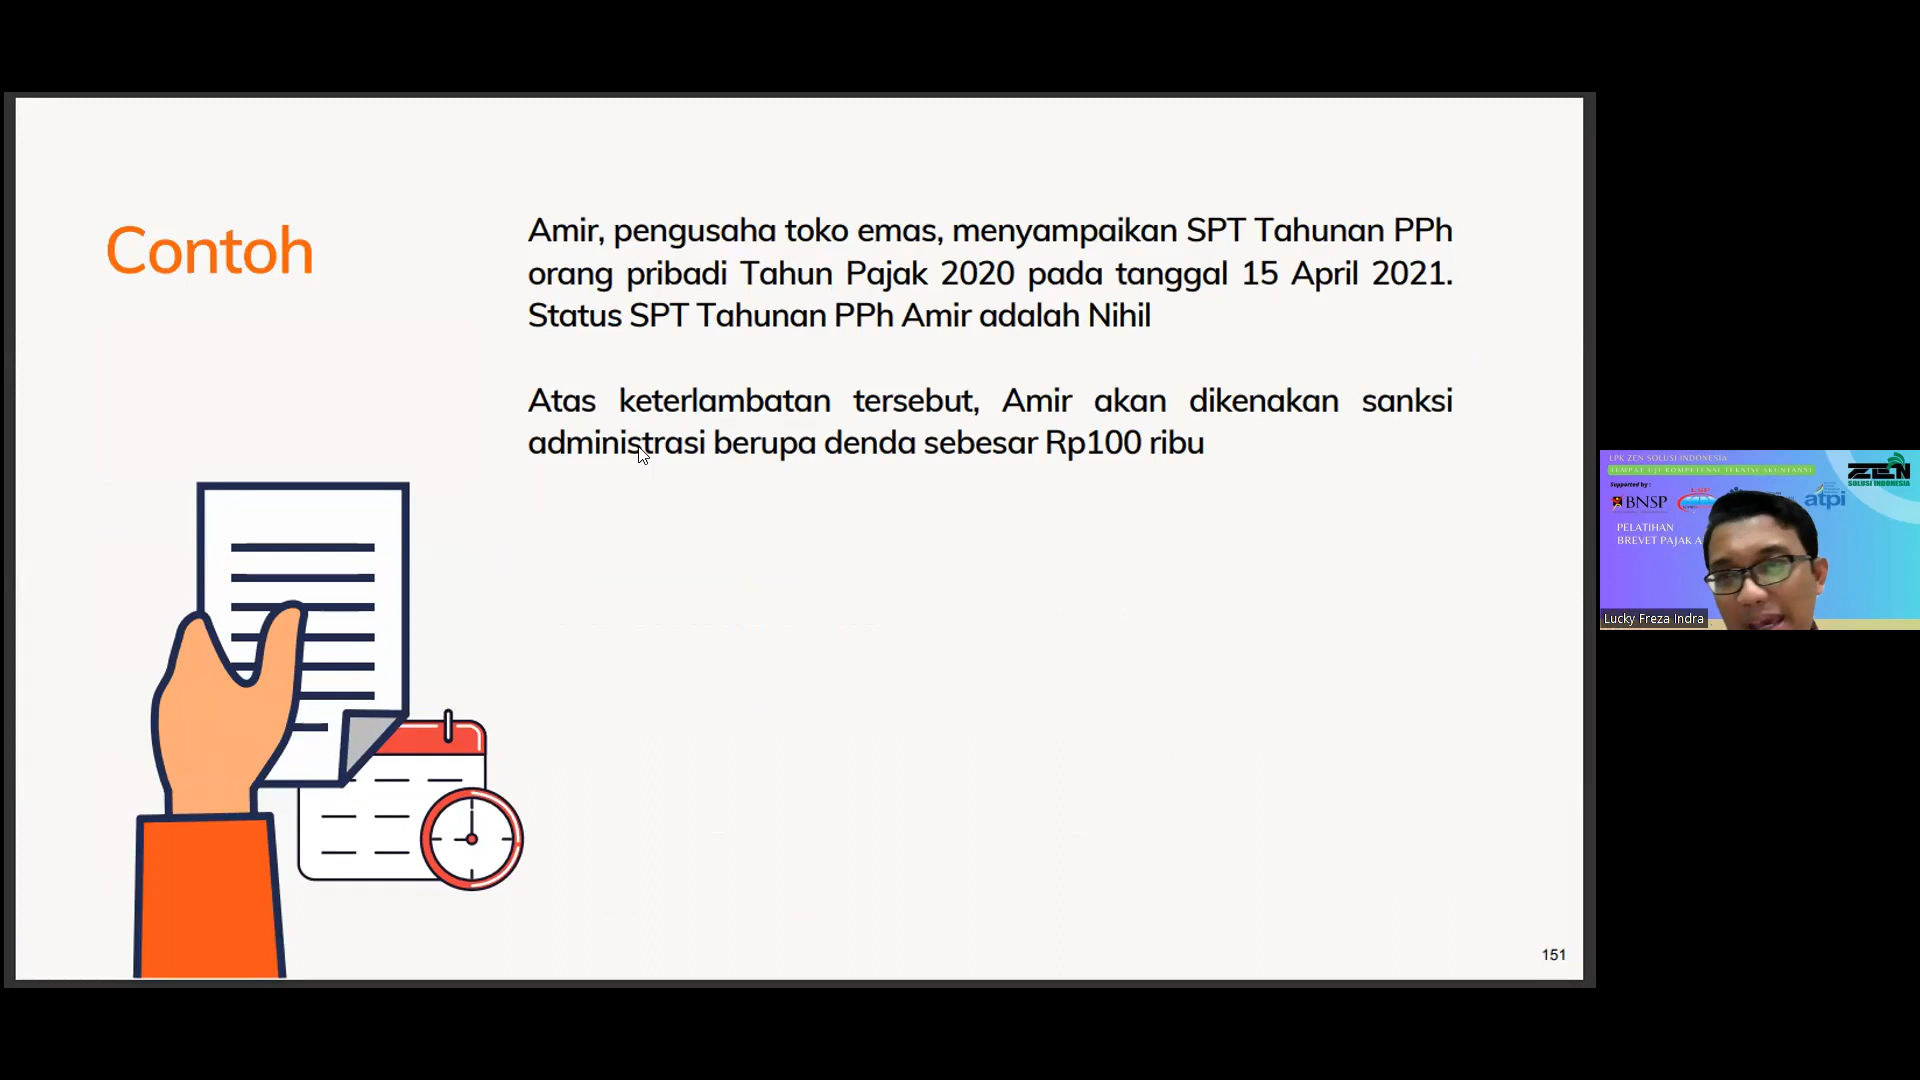 Contoh
Amir, pengusaha toko emas, menyampaikan SPT Tahunan PPh
orang pribadi Tahun Pajak 2020 pada tanggal 15 April 2021.
Status SPT Tahunan PPh Amir adalah Nihil
Atas keterlambatan tersebut, Amir akan dikenakan sanksi
administrasi berupa denda sebesar Rp100 ribu
151
LPK ZEN SOLUSI INDONESIA
TEMPAT UJI KOMPETENSI TEKNISI AKUNTANSI
ZEN
SOLUSI INDONESIA
Supported by :
BNSP
atpi
PELATIHAN
BREVET PAJAK A
Lucky Freza Indra